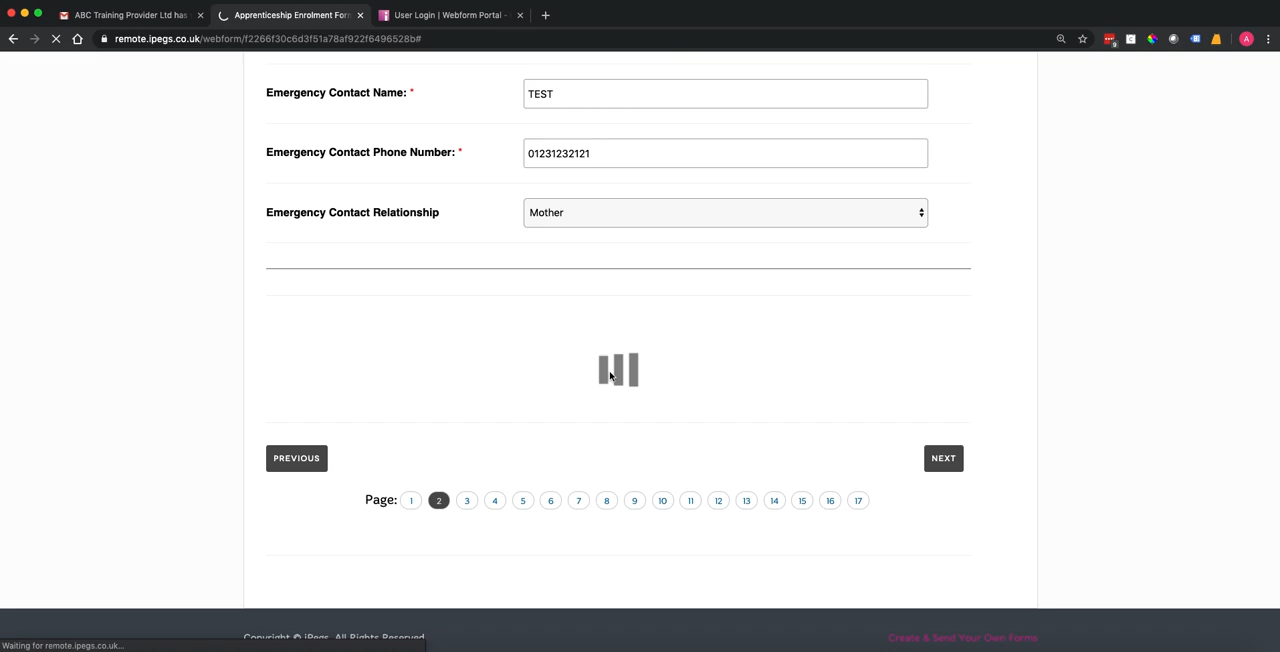 ABC Training Provider Ltd has
Apprenticeship Enrolment For
User Login | Webform Portal -
remote.ipegs.co.uk/webform/f2266f30c6d3f51a78af922f6496528b#
9
A
Emergency Contact Name: *
TEST
Emergency Contact Phone Number: *
01231232121
Emergency Contact Relationship
Mother
PREVIOUS
NEXT
Page: 1 2 3 4 5 6 7 8 9 10 11 12 13 14 15 16 17
Copyright © iPegs. All Rights Reserved
Create & Send Your Own Forms
Waiting for remote.ipegs.co.uk...